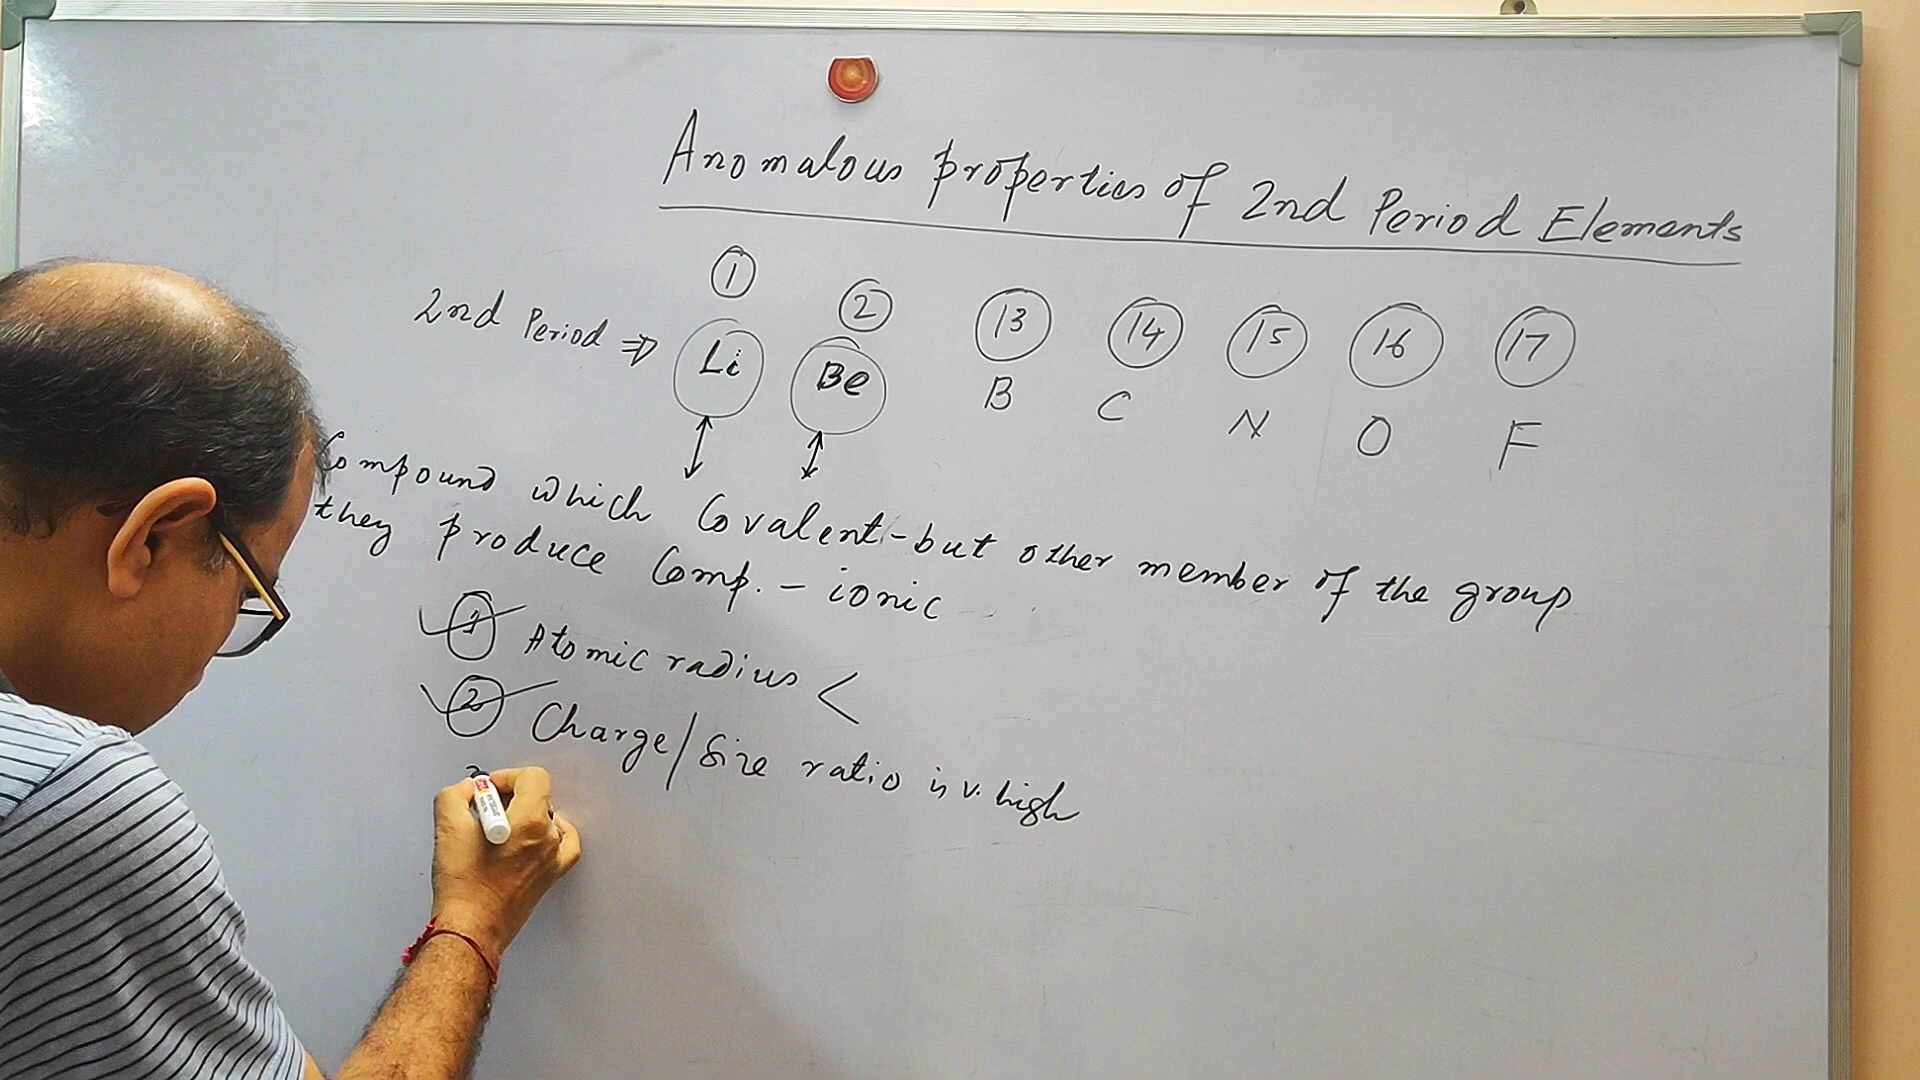 Anomalous properties of 2nd Period Elements
1 2 13 14 15 16 17
2nd Period ⇒ Li Be B C N O F
Compound which Covalent - but other member of the group
they produce Comp. - ionic
1 Atomic radius <
2 Charge/Size ratio is v. high